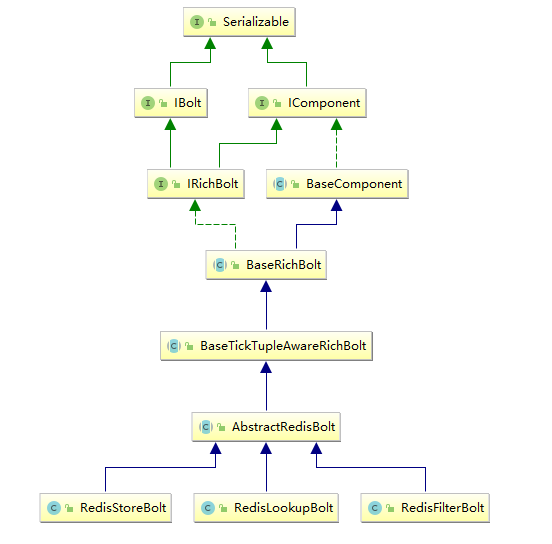 I Serializable
I IBolt
I IComponent
I IRichBolt
C BaseComponent
C BaseRichBolt
C BaseTickTupleAwareRichBolt
C AbstractRedisBolt
C RedisStoreBolt
C RedisLookupBolt
C RedisFilterBolt